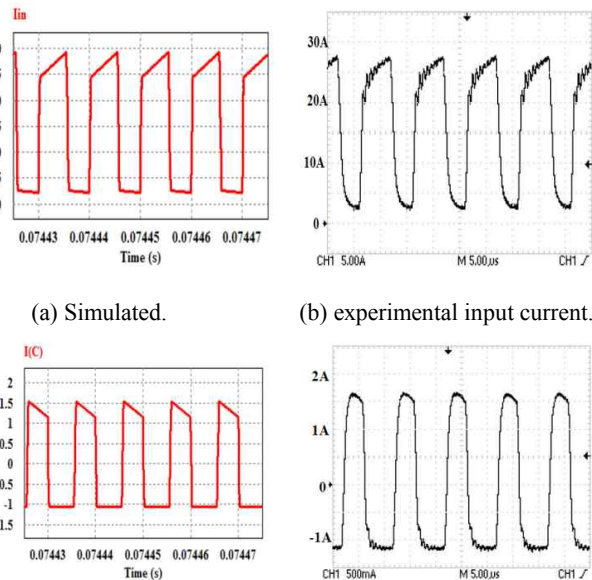 Iin
30A
20A
10A
0
0.07443 0.07444 0.07445 0.07446 0.07447
Time (s)
CH1 5.00A M 5.00µs CH1
(a) Simulated.
(b) experimental input current.
I(C)
2
1.5
1
0.5
0
-0.5
-1
1.5
0.07443 0.07444 0.07445 0.07446 0.07447
Time (s)
2A
1A
0
-1A
CH1 500mA M 5.00µs CH1